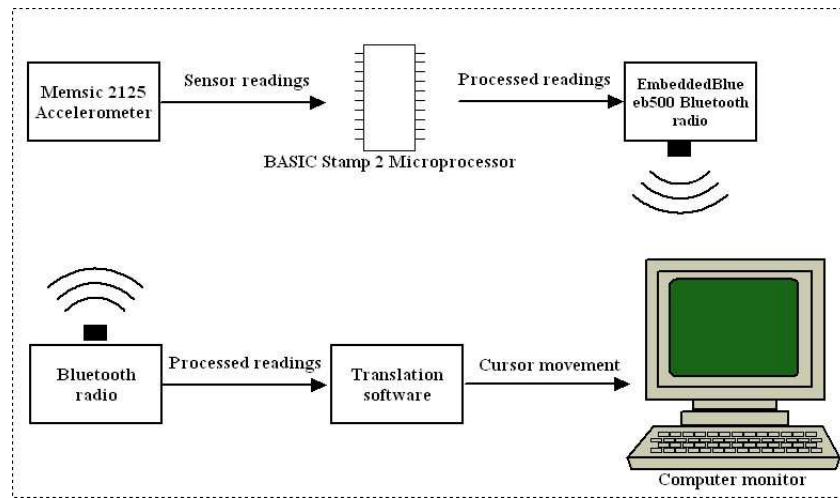 Memsic 2125
Accelerometer
Sensor readings
BASIC Stamp 2 Microprocessor
Processed readings
EmbeddedBlue
eb500 Bluetooth
radio
Bluetooth
radio
Processed readings
Translation
software
Cursor movement
Computer monitor